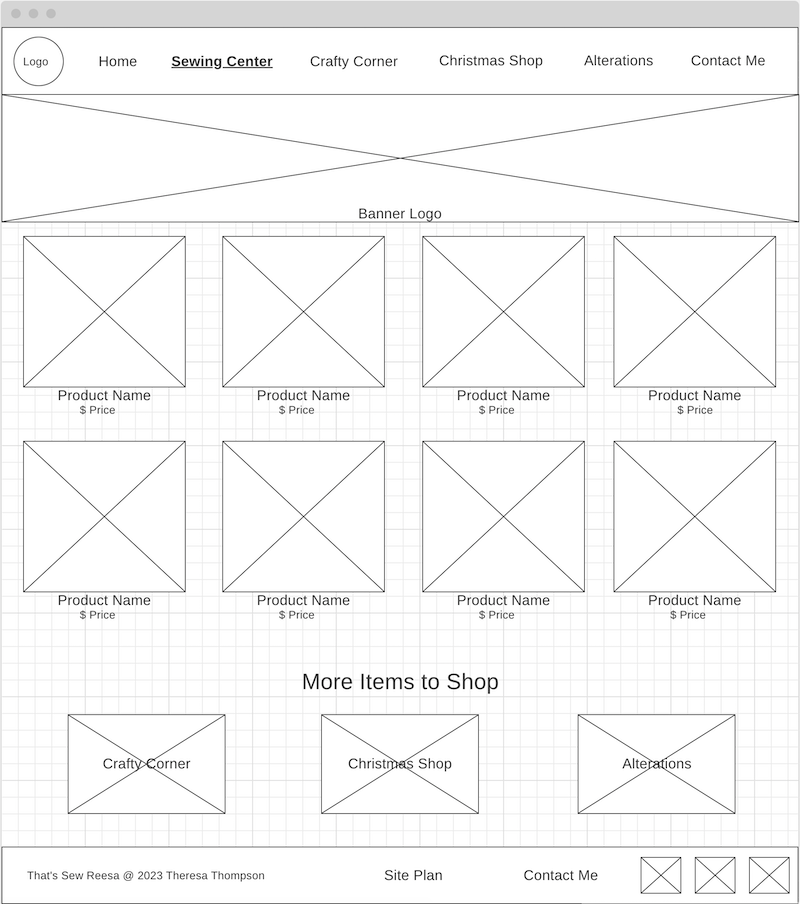 Logo
Home Sewing Center Crafty Corner Christmas Shop Alterations Contact Me
Banner Logo
Product Name Product Name Product Name Product Name
$ Price $ Price $ Price $ Price
Product Name Product Name Product Name Product Name
$ Price $ Price $ Price $ Price
More Items to Shop
Crafty Corner Christmas Shop Alterations
That's Sew Reesa @ 2023 Theresa Thompson Site Plan Contact Me